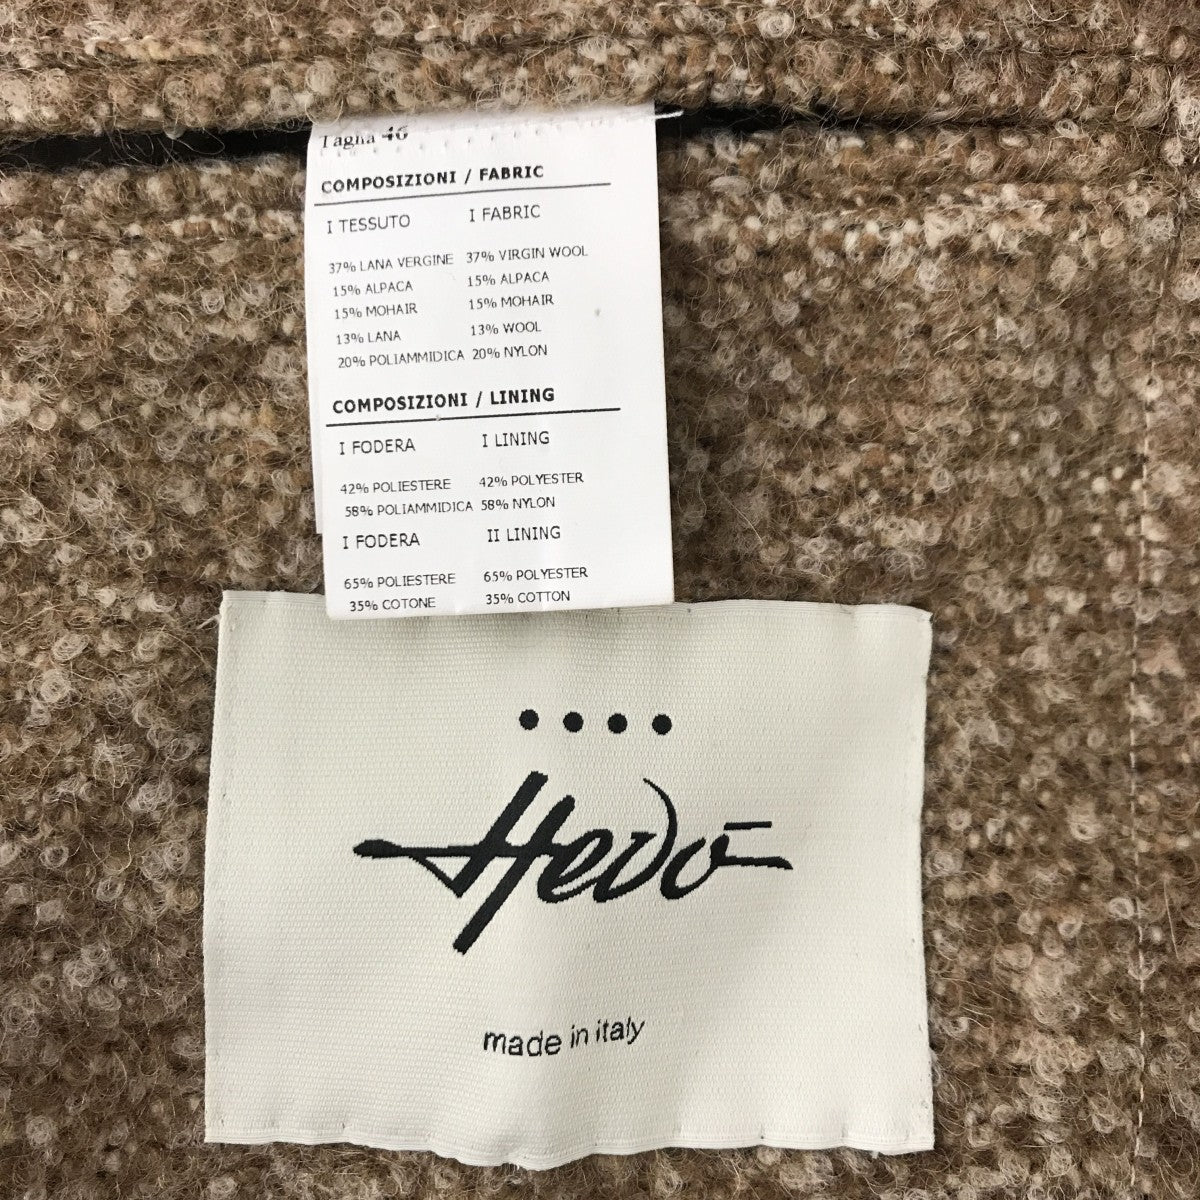 Taglia 46
COMPOSIZIONI / FABRIC
I TESSUTO I FABRIC
37% LANA VERGINE 37% VIRGIN WOOL
15% ALPACA 15% ALPACA
15% MOHAIR 15% MOHAIR
13% LANA 13% WOOL
20% POLIAMMIDICA 20% NYLON
COMPOSIZIONI / LINING
I FODERA I LINING
42% POLIESTERE 42% POLYESTER
58% POLIAMMIDICA 58% NYLON
I FODERA II LINING
65% POLIESTERE 65% POLYESTER
35% COTONE 35% COTTON
Hevò
made in italy